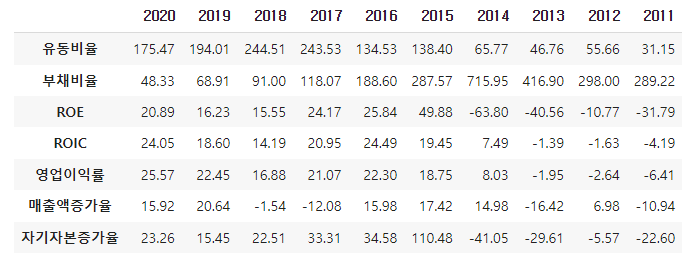 2020 2019 2018 2017 2016 2015 2014 2013 2012 2011
유동비율 175.47 194.01 244.51 243.53 134.53 138.40 65.77 46.76 55.66 31.15
부채비율 48.33 68.91 91.00 118.07 188.60 287.57 715.95 416.90 298.00 289.22
ROE 20.89 16.23 15.55 24.17 25.84 49.88 -63.80 -40.56 -10.77 -31.79
ROIC 24.05 18.60 14.19 20.95 24.49 19.45 7.49 -1.39 -1.63 -4.19
영업이익률 25.57 22.45 16.88 21.07 22.30 18.75 8.03 -1.95 -2.64 -6.41
매출액증가율 15.92 20.64 -1.54 -12.08 15.98 17.42 14.98 -16.42 6.98 -10.94
자기자본증가율 23.26 15.45 22.51 33.31 34.58 110.48 -41.05 -29.61 -5.57 -22.60